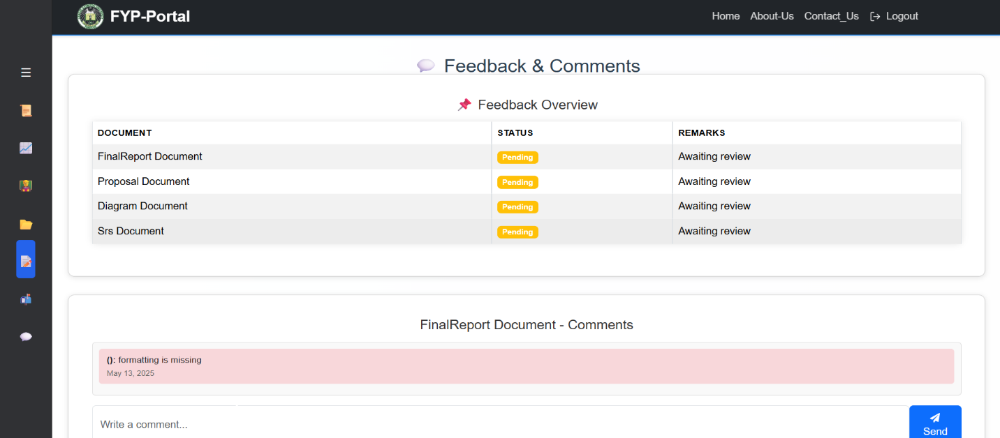 FYP-Portal
Home About-Us Contact_Us Logout
Feedback & Comments
Feedback Overview
DOCUMENT STATUS REMARKS
FinalReport Document Pending Awaiting review
Proposal Document Pending Awaiting review
Diagram Document Pending Awaiting review
Srs Document Pending Awaiting review
FinalReport Document - Comments
(): formatting is missing
May 13, 2025
Write a comment...
Send